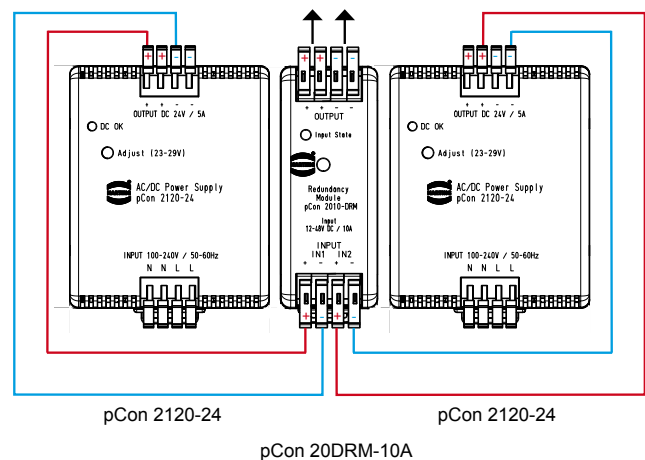 + + - -
+ + - -
OUTPUT DC 24V / 5A
DC OK
Adjust (23-29V)
HARTING
AC/DC Power Supply
pCon 2120-24
INPUT 100-240V / 50-60Hz
N N L L
+ + - -
+ + - -
OUTPUT
Input State
HARTING
Redundancy
Module
pCon 2010-DRM
Input
12-48V DC / 10A
INPUT
IN1 IN2
+ - + -
+ - + -
+ + - -
+ + - -
OUTPUT DC 24V / 5A
DC OK
Adjust (23-29V)
HARTING
AC/DC Power Supply
pCon 2120-24
INPUT 100-240V / 50-60Hz
N N L L
pCon 2120-24
pCon 2120-24
pCon 20DRM-10A